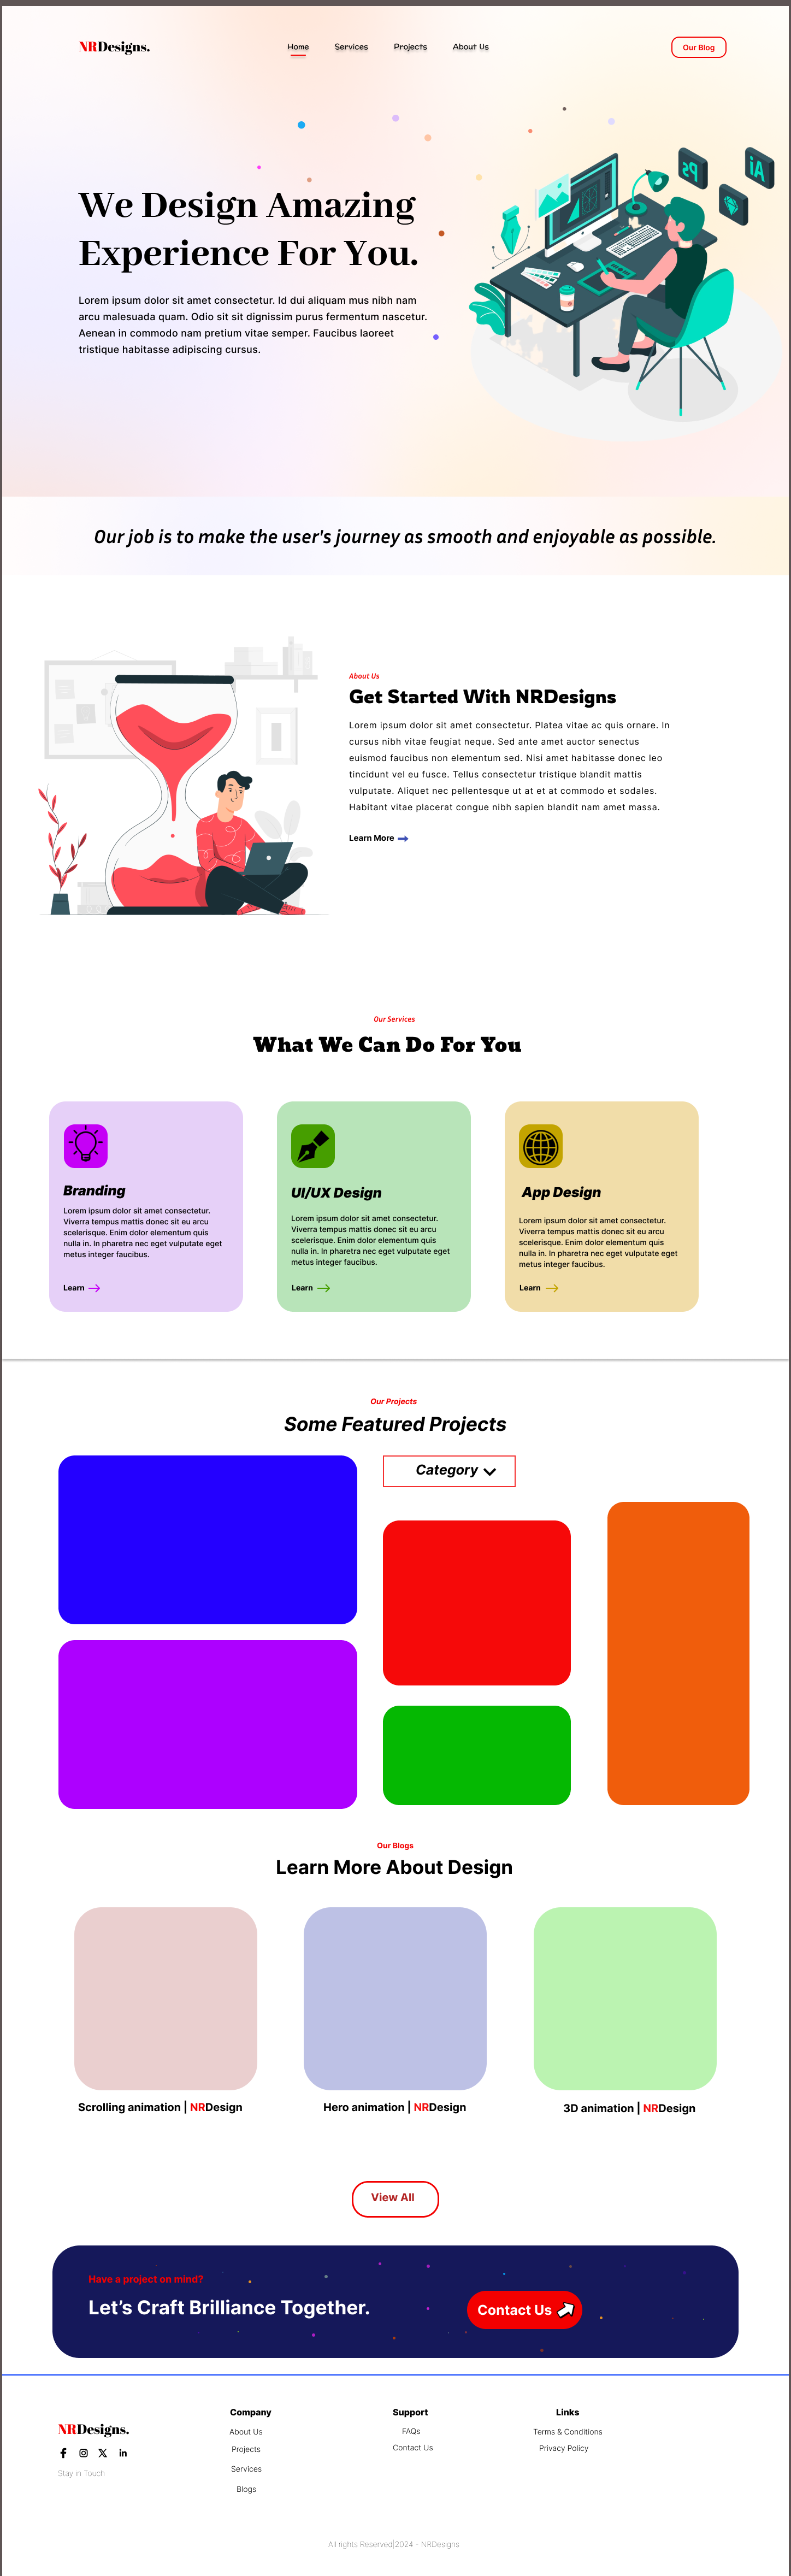 NRDesigns.
Home
Services
Projects
About Us
Our Blog
Ps
Ai
We Design Amazing
Experience For You.
Lorem ipsum dolor sit amet consectetur. Id dui aliquam mus nibh nam
arcu malesuada quam. Odio sit sit dignissim purus fermentum nascetur.
Aenean in commodo nam pretium vitae semper. Faucibus laoreet
tristique habitasse adipiscing cursus.
Our job is to make the user's journey as smooth and enjoyable as possible.
About Us
Get Started With NRDesigns
Lorem ipsum dolor sit amet consectetur. Platea vitae ac quis ornare. In
cursus nibh vitae feugiat neque. Sed ante amet auctor senectus
euismod faucibus non elementum sed. Nisi amet habitasse donec leo
tincidunt vel eu fusce. Tellus consectetur tristique blandit mattis
vulputate. Aliquet nec pellentesque ut at et at commodo et sodales.
Habitant vitae placerat congue nibh sapien blandit nam amet massa.
Learn More
Our Services
What We Can Do For You
Branding
Lorem ipsum dolor sit amet consectetur.
Viverra tempus mattis donec sit eu arcu
scelerisque. Enim dolor elementum quis
nulla in. In pharetra nec eget vulputate eget
metus integer faucibus.
Learn
UI/UX Design
Lorem ipsum dolor sit amet consectetur.
Viverra tempus mattis donec sit eu arcu
scelerisque. Enim dolor elementum quis
nulla in. In pharetra nec eget vulputate eget
metus integer faucibus.
Learn
App Design
Lorem ipsum dolor sit amet consectetur.
Viverra tempus mattis donec sit eu arcu
scelerisque. Enim dolor elementum quis
nulla in. In pharetra nec eget vulputate eget
metus integer faucibus.
Learn
Our Projects
Some Featured Projects
Category
Our Blogs
Learn More About Design
Scrolling animation | NRDesign
Hero animation | NRDesign
3D animation | NRDesign
View All
Have a project on mind?
Let's Craft Brilliance Together.
Contact Us
NRDesigns.
Stay in Touch
Company
About Us
Projects
Services
Blogs
Support
FAQs
Contact Us
Links
Terms & Conditions
Privacy Policy
All rights Reserved|2024 - NRDesigns